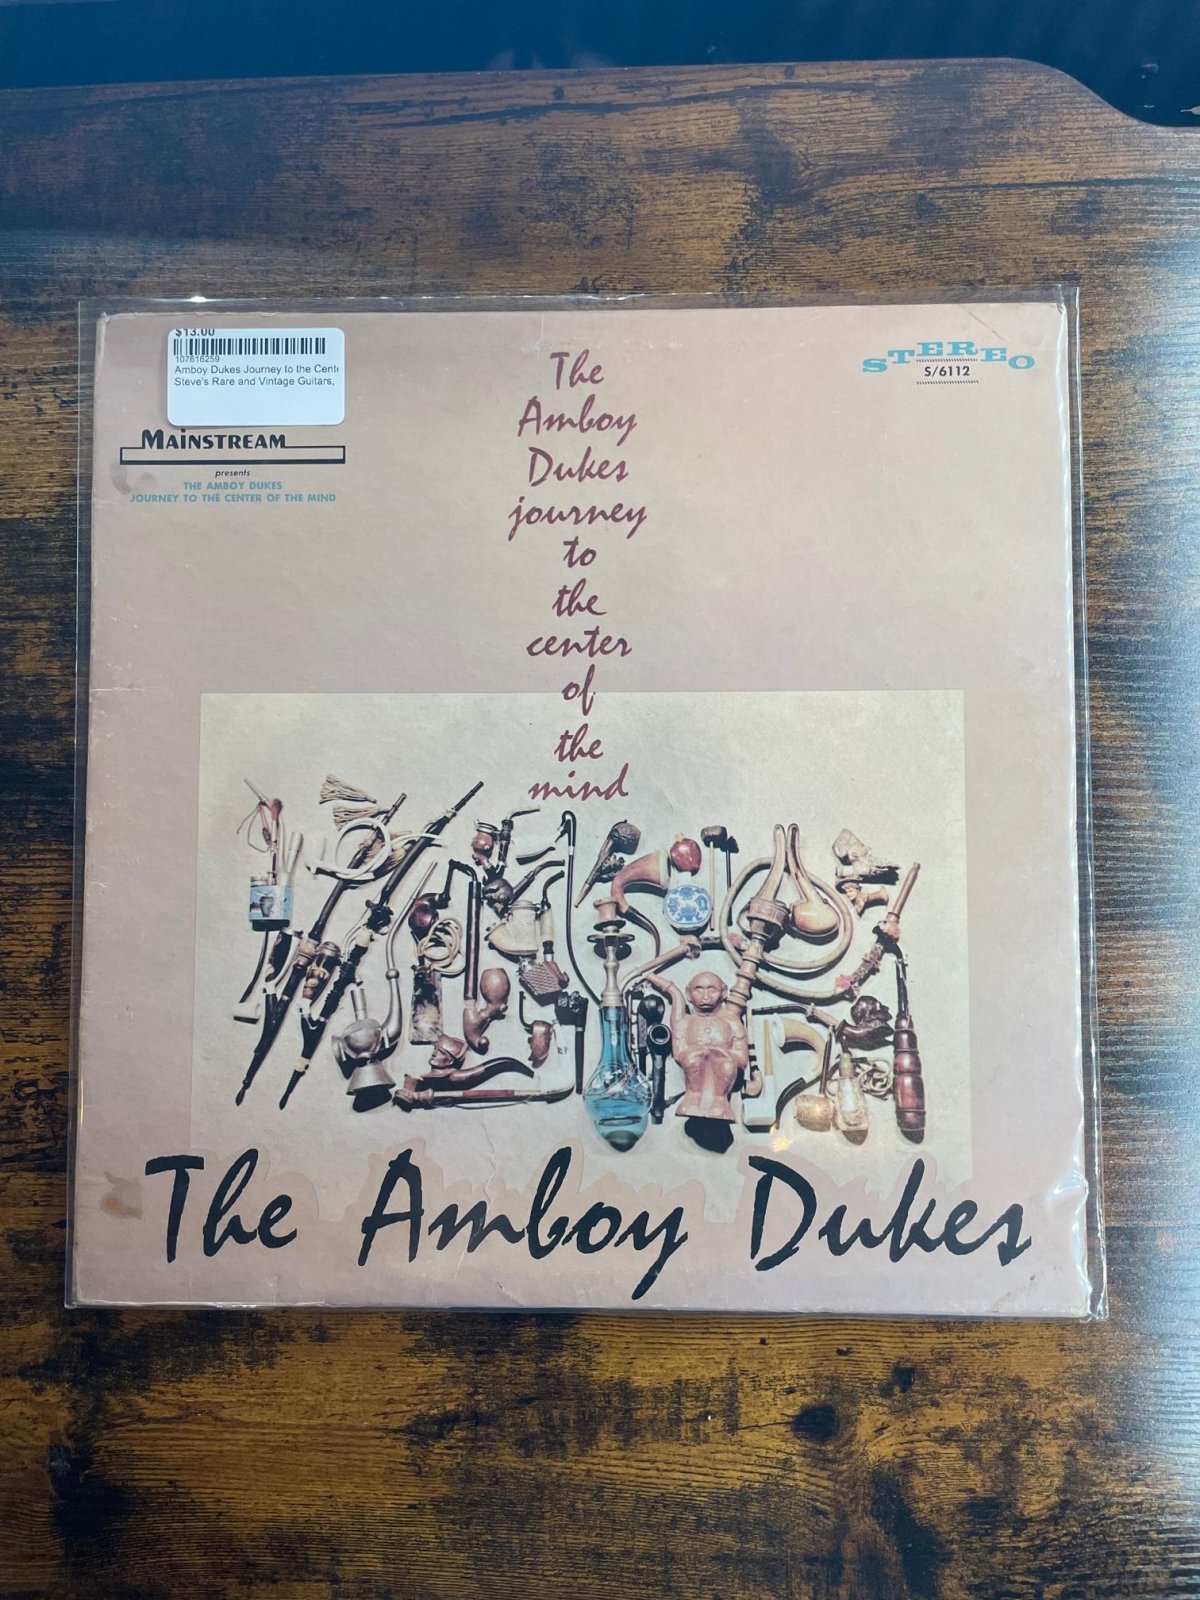 $13.00
107616259
Amboy Dukes Journey to the Cent
Steve's Rare and Vintage Guitars,
MAiNSTREAM
presents
THE AMBOY DUKES
JOURNEY TO THE CENTER OF THE MIND
The
Amboy
Dukes
journey
to
the
center
of
the
mind
STEREO
S/6112
The Amboy Dukes